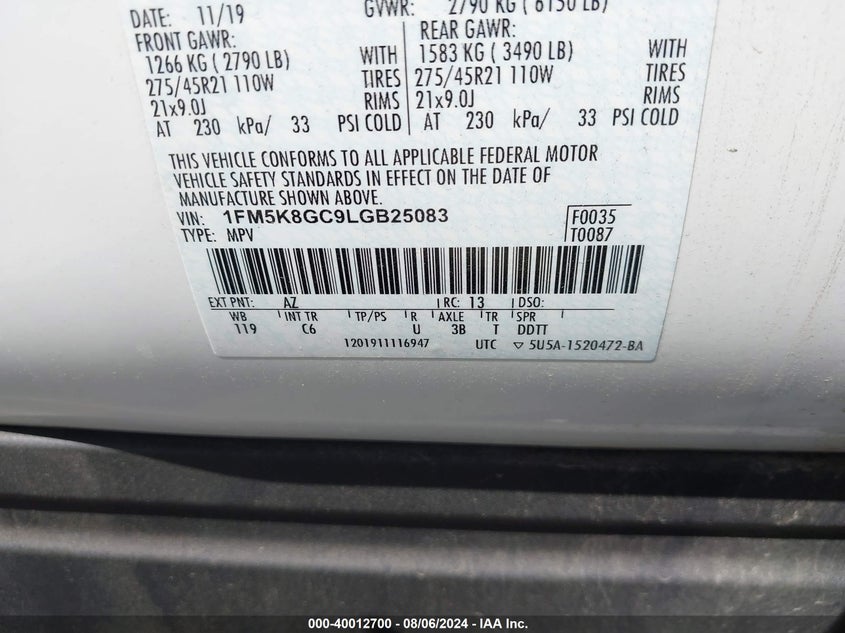 DATE: 11/19 GVWR: 2790 KG ( 6150 LB)
FRONT GAWR: REAR GAWR:
1266 KG ( 2790 LB) WITH 1583 KG ( 3490 LB) WITH
275/45R21 110W TIRES 275/45R21 110W TIRES
21x9.0J RIMS 21x9.0J RIMS
AT 230 kPa/ 33 PSI COLD AT 230 kPa/ 33 PSI COLD
THIS VEHICLE CONFORMS TO ALL APPLICABLE FEDERAL MOTOR
VEHICLE SAFETY STANDARDS IN EFFECT ON THE DATE OF
MANUFACTURE SHOWN ABOVE.
VIN: 1FM5K8GC9LGB25083 F0035
TYPE: MPV T0087
EXT PNT: AZ RC: 13 DSO:
WB INT TR TP/PS R AXLE TR SPR
119 C6 U 3B T DDTT
1201911116947 UTC ▽ 5U5A-1520472-BA
000-40012700 - 08/06/2024 - IAA Inc.